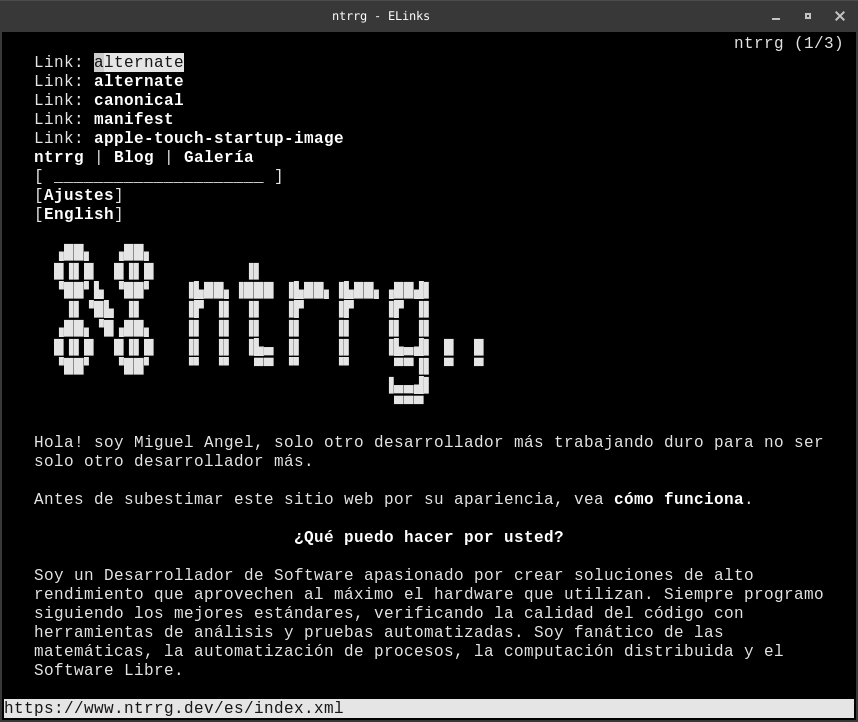 ntrrg - ELinks
ntrrg (1/3)
Link: alternate
Link: alternate
Link: canonical
Link: manifest
Link: apple-touch-startup-image
ntrrg | Blog | Galería
[ _____________________ ]
[Ajustes]
[English]
ntrrg..
Hola! soy Miguel Angel, solo otro desarrollador más trabajando duro para no ser
solo otro desarrollador más.
Antes de subestimar este sitio web por su apariencia, vea cómo funciona.
¿Qué puedo hacer por usted?
Soy un Desarrollador de Software apasionado por crear soluciones de alto
rendimiento que aprovechen al máximo el hardware que utilizan. Siempre programo
siguiendo los mejores estándares, verificando la calidad del código con
herramientas de análisis y pruebas automatizadas. Soy fanático de las
matemáticas, la automatización de procesos, la computación distribuida y el
Software Libre.
https://www.ntrrg.dev/es/index.xml